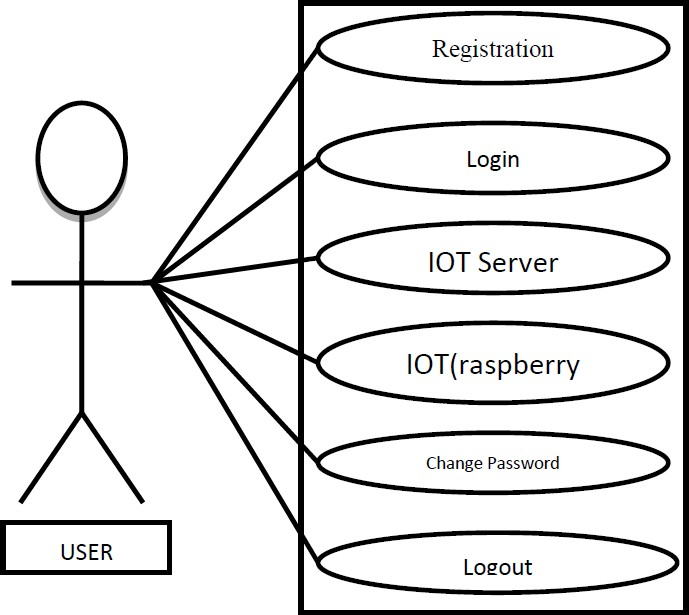 Registration
Login
IOT Server
IOT(raspberry
Change Password
Logout
USER